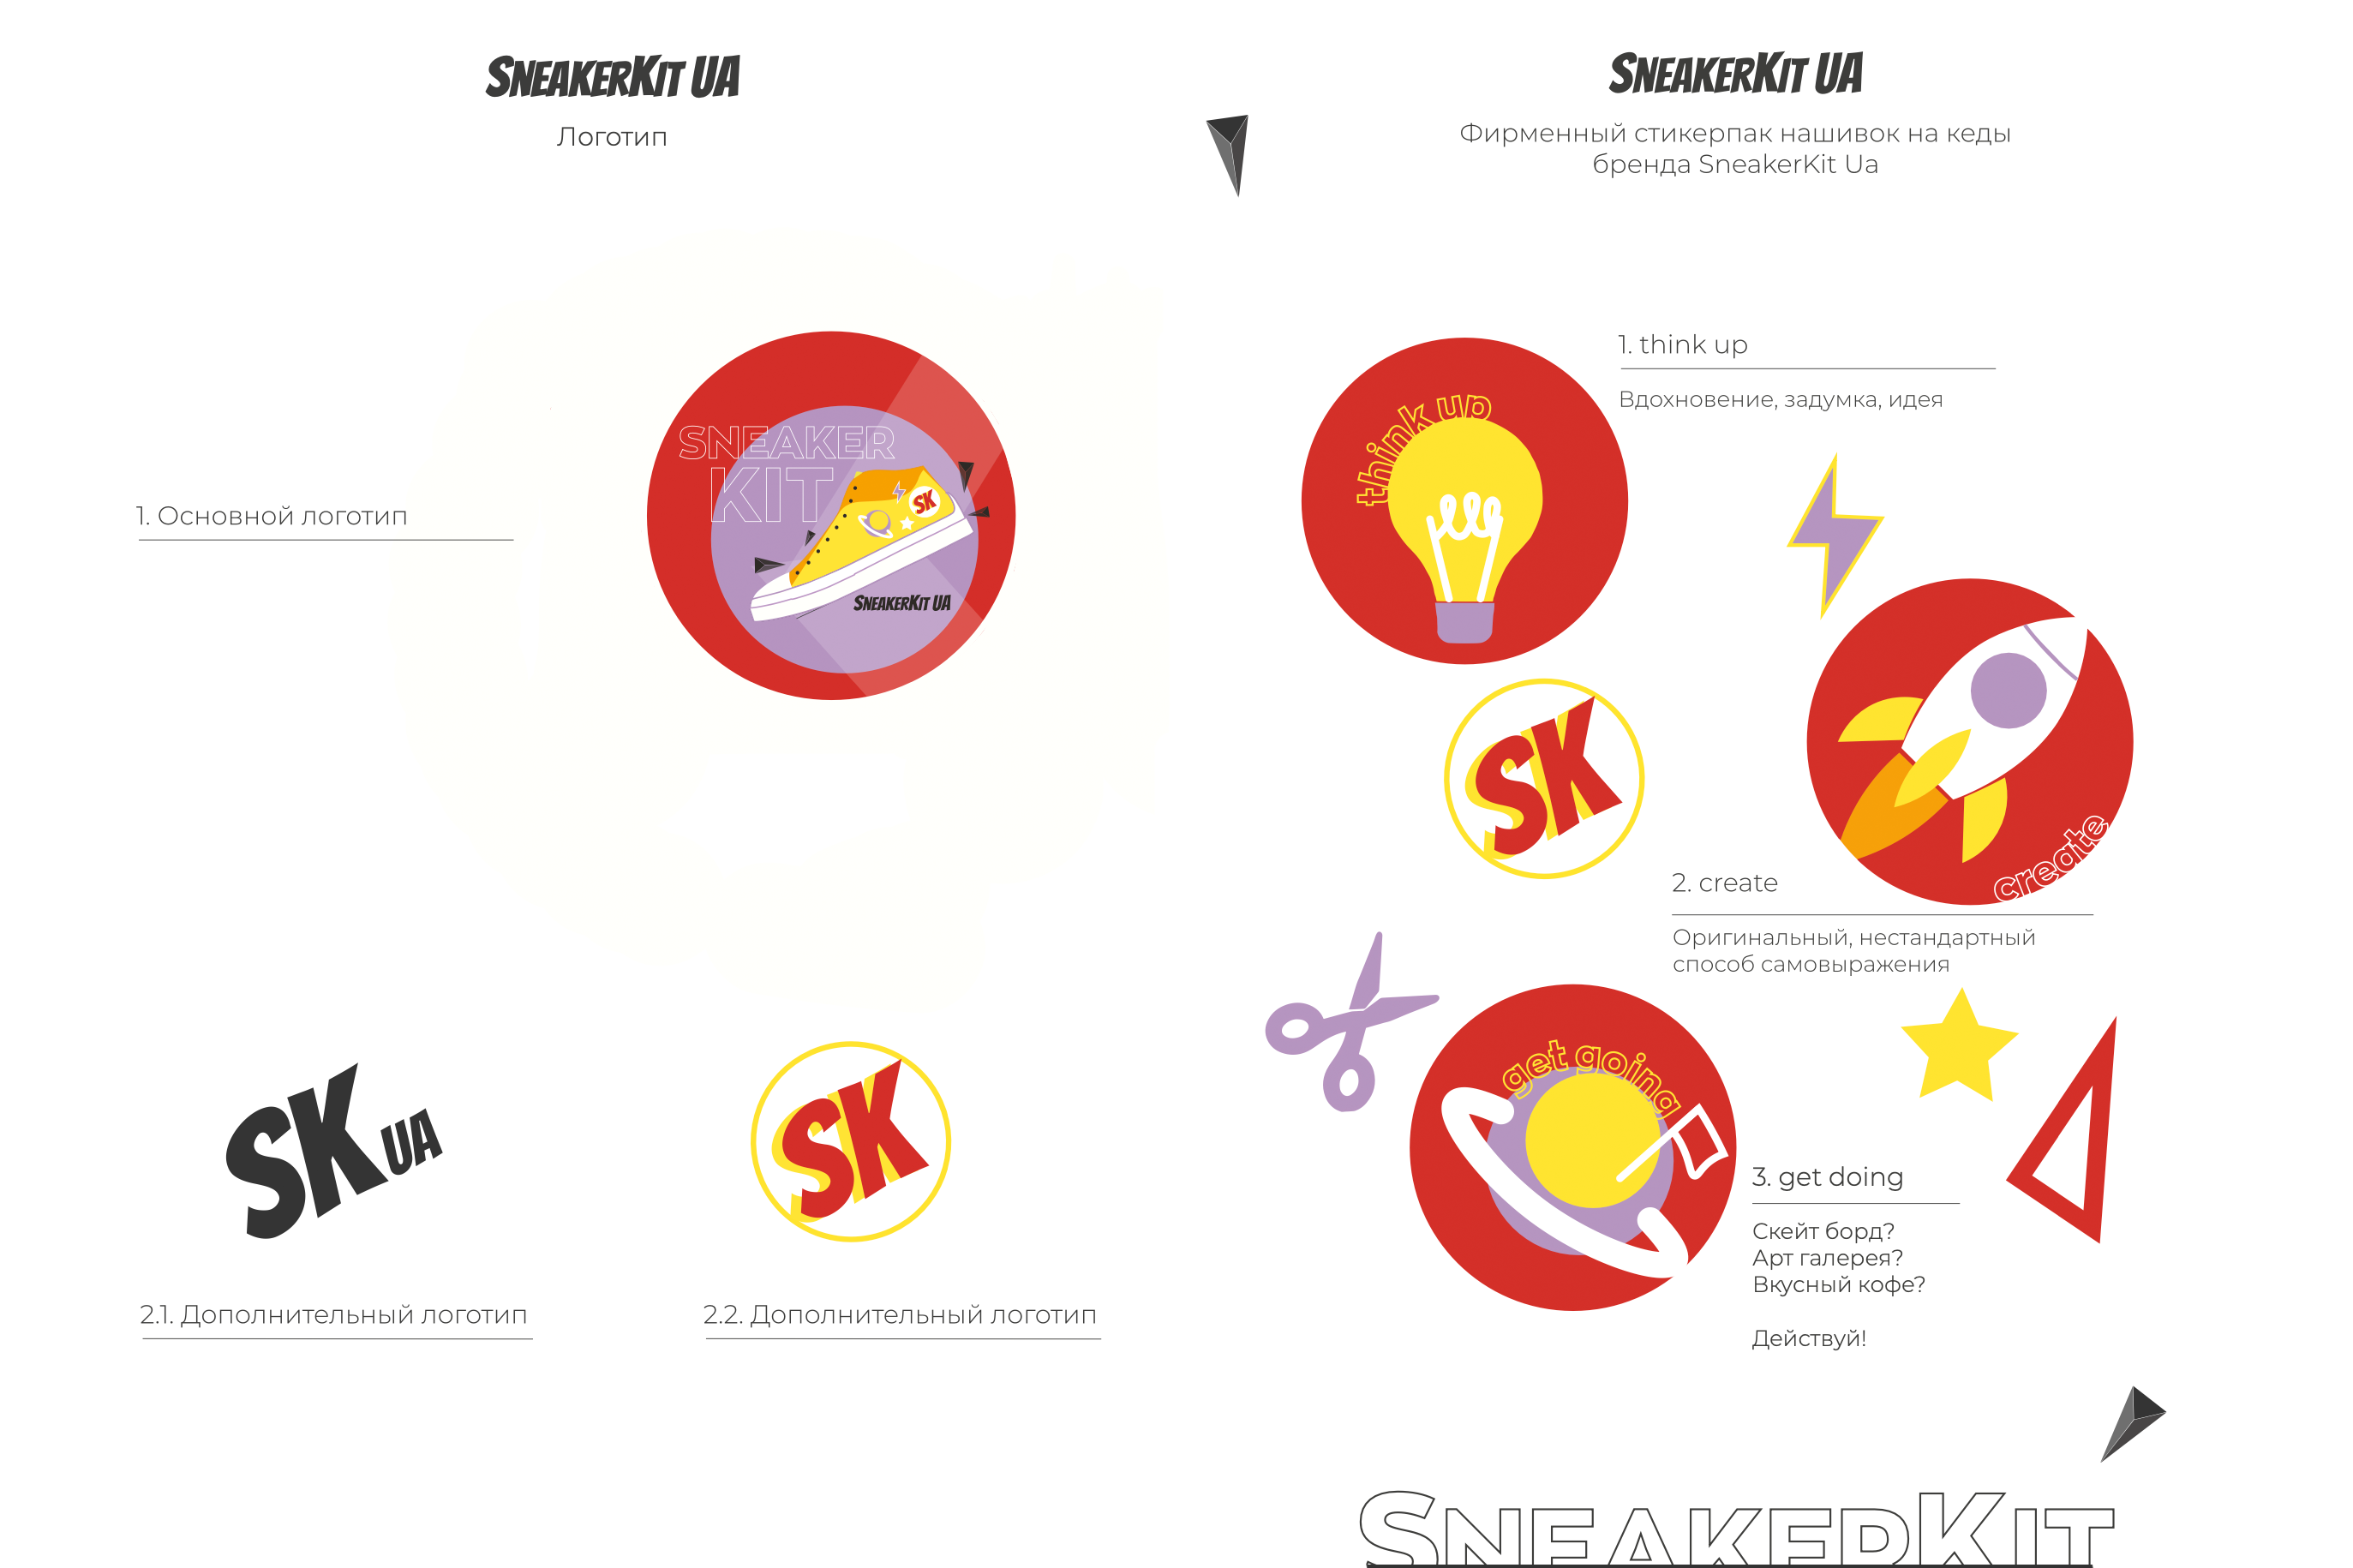 SNEAKERKIT UA
Логотип
1. Основной логотип
SNEAKER
KIT
SK
SNEAKERKIT UA
SK UA
SK
2.1. Дополнительный логотип
2.2. Дополнительный логотип
SNEAKERKIT UA
Фирменный стикерпак нашивок на кеды
бренда SneakerKit Ua
think up
1. think up
Вдохновение, задумка, идея
SK
create
2. create
Оригинальный, нестандартный
способ самовыражения
get going
3. get doing
Скейт борд?
Арт галерея?
Вкусный кофе?
Действуй!
SNEAKERKIT